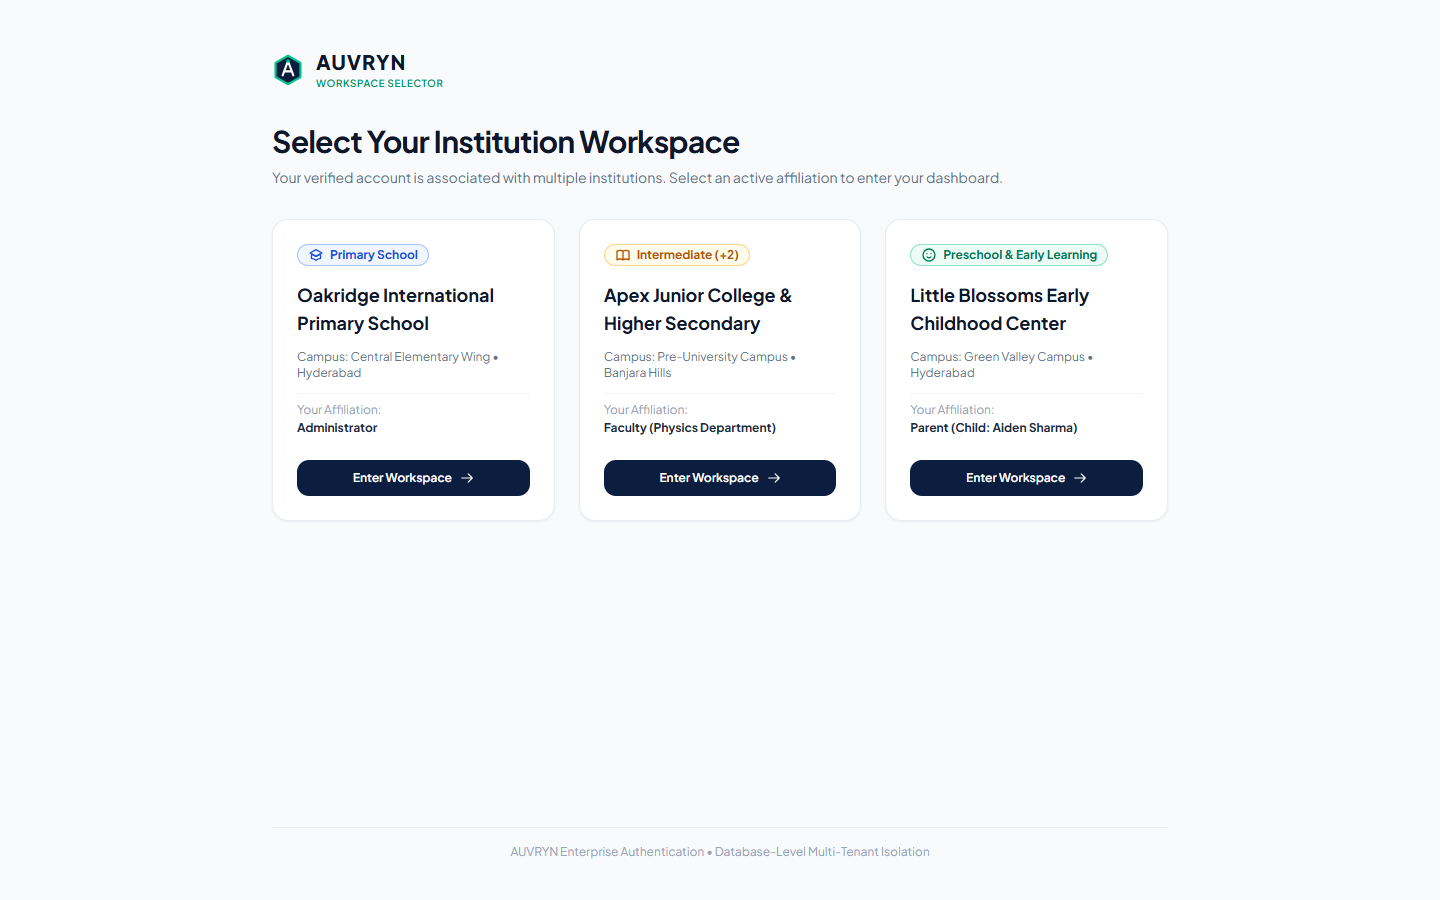 AUVRYN
WORKSPACE SELECTOR
Select Your Institution Workspace
Your verified account is associated with multiple institutions. Select an active affiliation to enter your dashboard.
Primary School
Oakridge International
Primary School
Campus: Central Elementary Wing •
Hyderabad
Your Affiliation:
Administrator
Enter Workspace →
Intermediate (+2)
Apex Junior College &
Higher Secondary
Campus: Pre-University Campus •
Banjara Hills
Your Affiliation:
Faculty (Physics Department)
Enter Workspace →
Preschool & Early Learning
Little Blossoms Early
Childhood Center
Campus: Green Valley Campus •
Hyderabad
Your Affiliation:
Parent (Child: Aiden Sharma)
Enter Workspace →
AUVRYN Enterprise Authentication • Database-Level Multi-Tenant Isolation